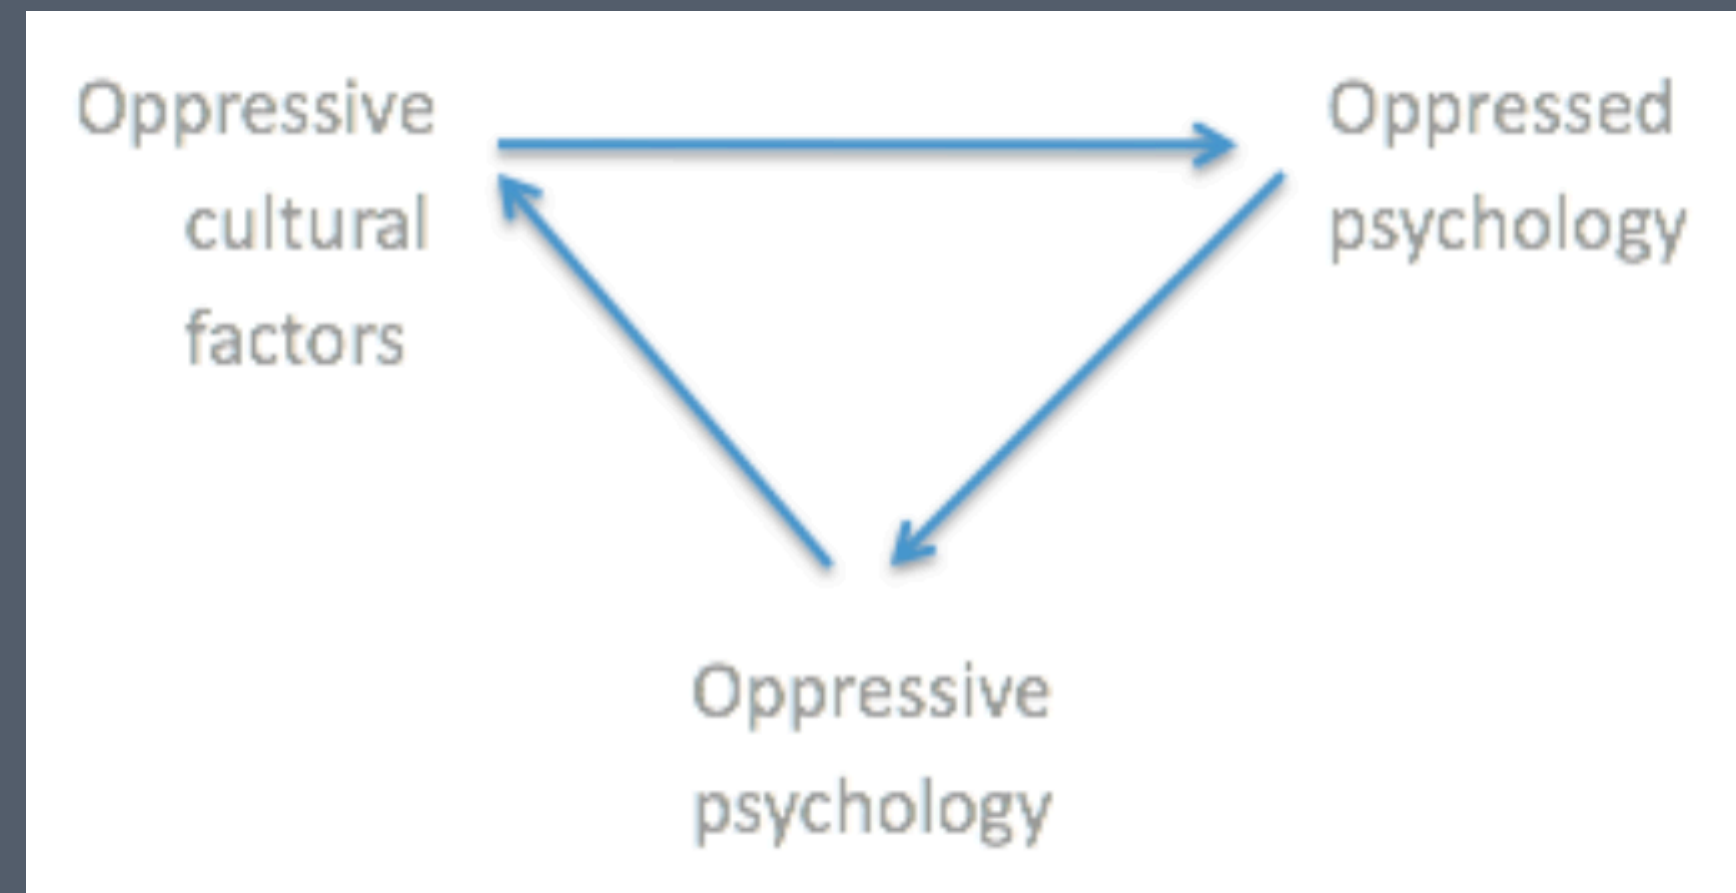 Oppressive
cultural
factors
Oppressed
psychology
Oppressive
psychology